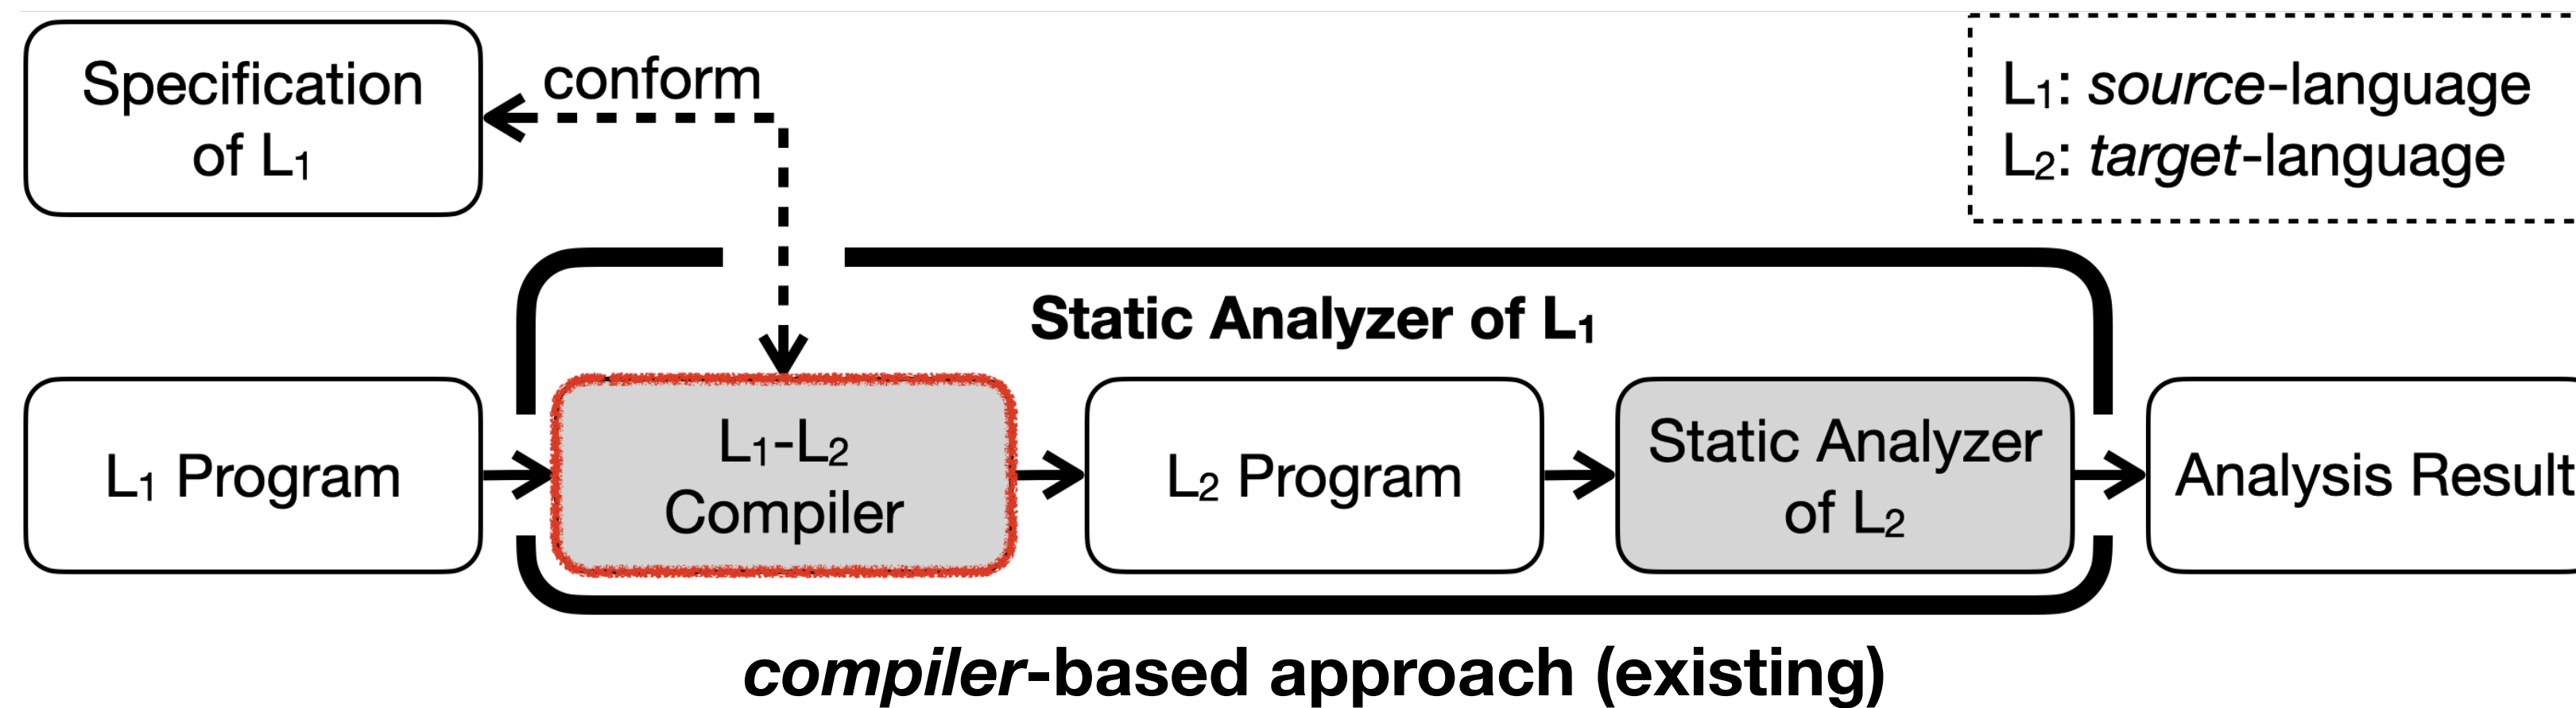 Specification
of L₁
conform
L₁: source-language
L₂: target-language
Static Analyzer of L₁
L₁ Program
L₁-L₂
Compiler
L₂ Program
Static Analyzer
of L₂
Analysis Result
compiler-based approach (existing)